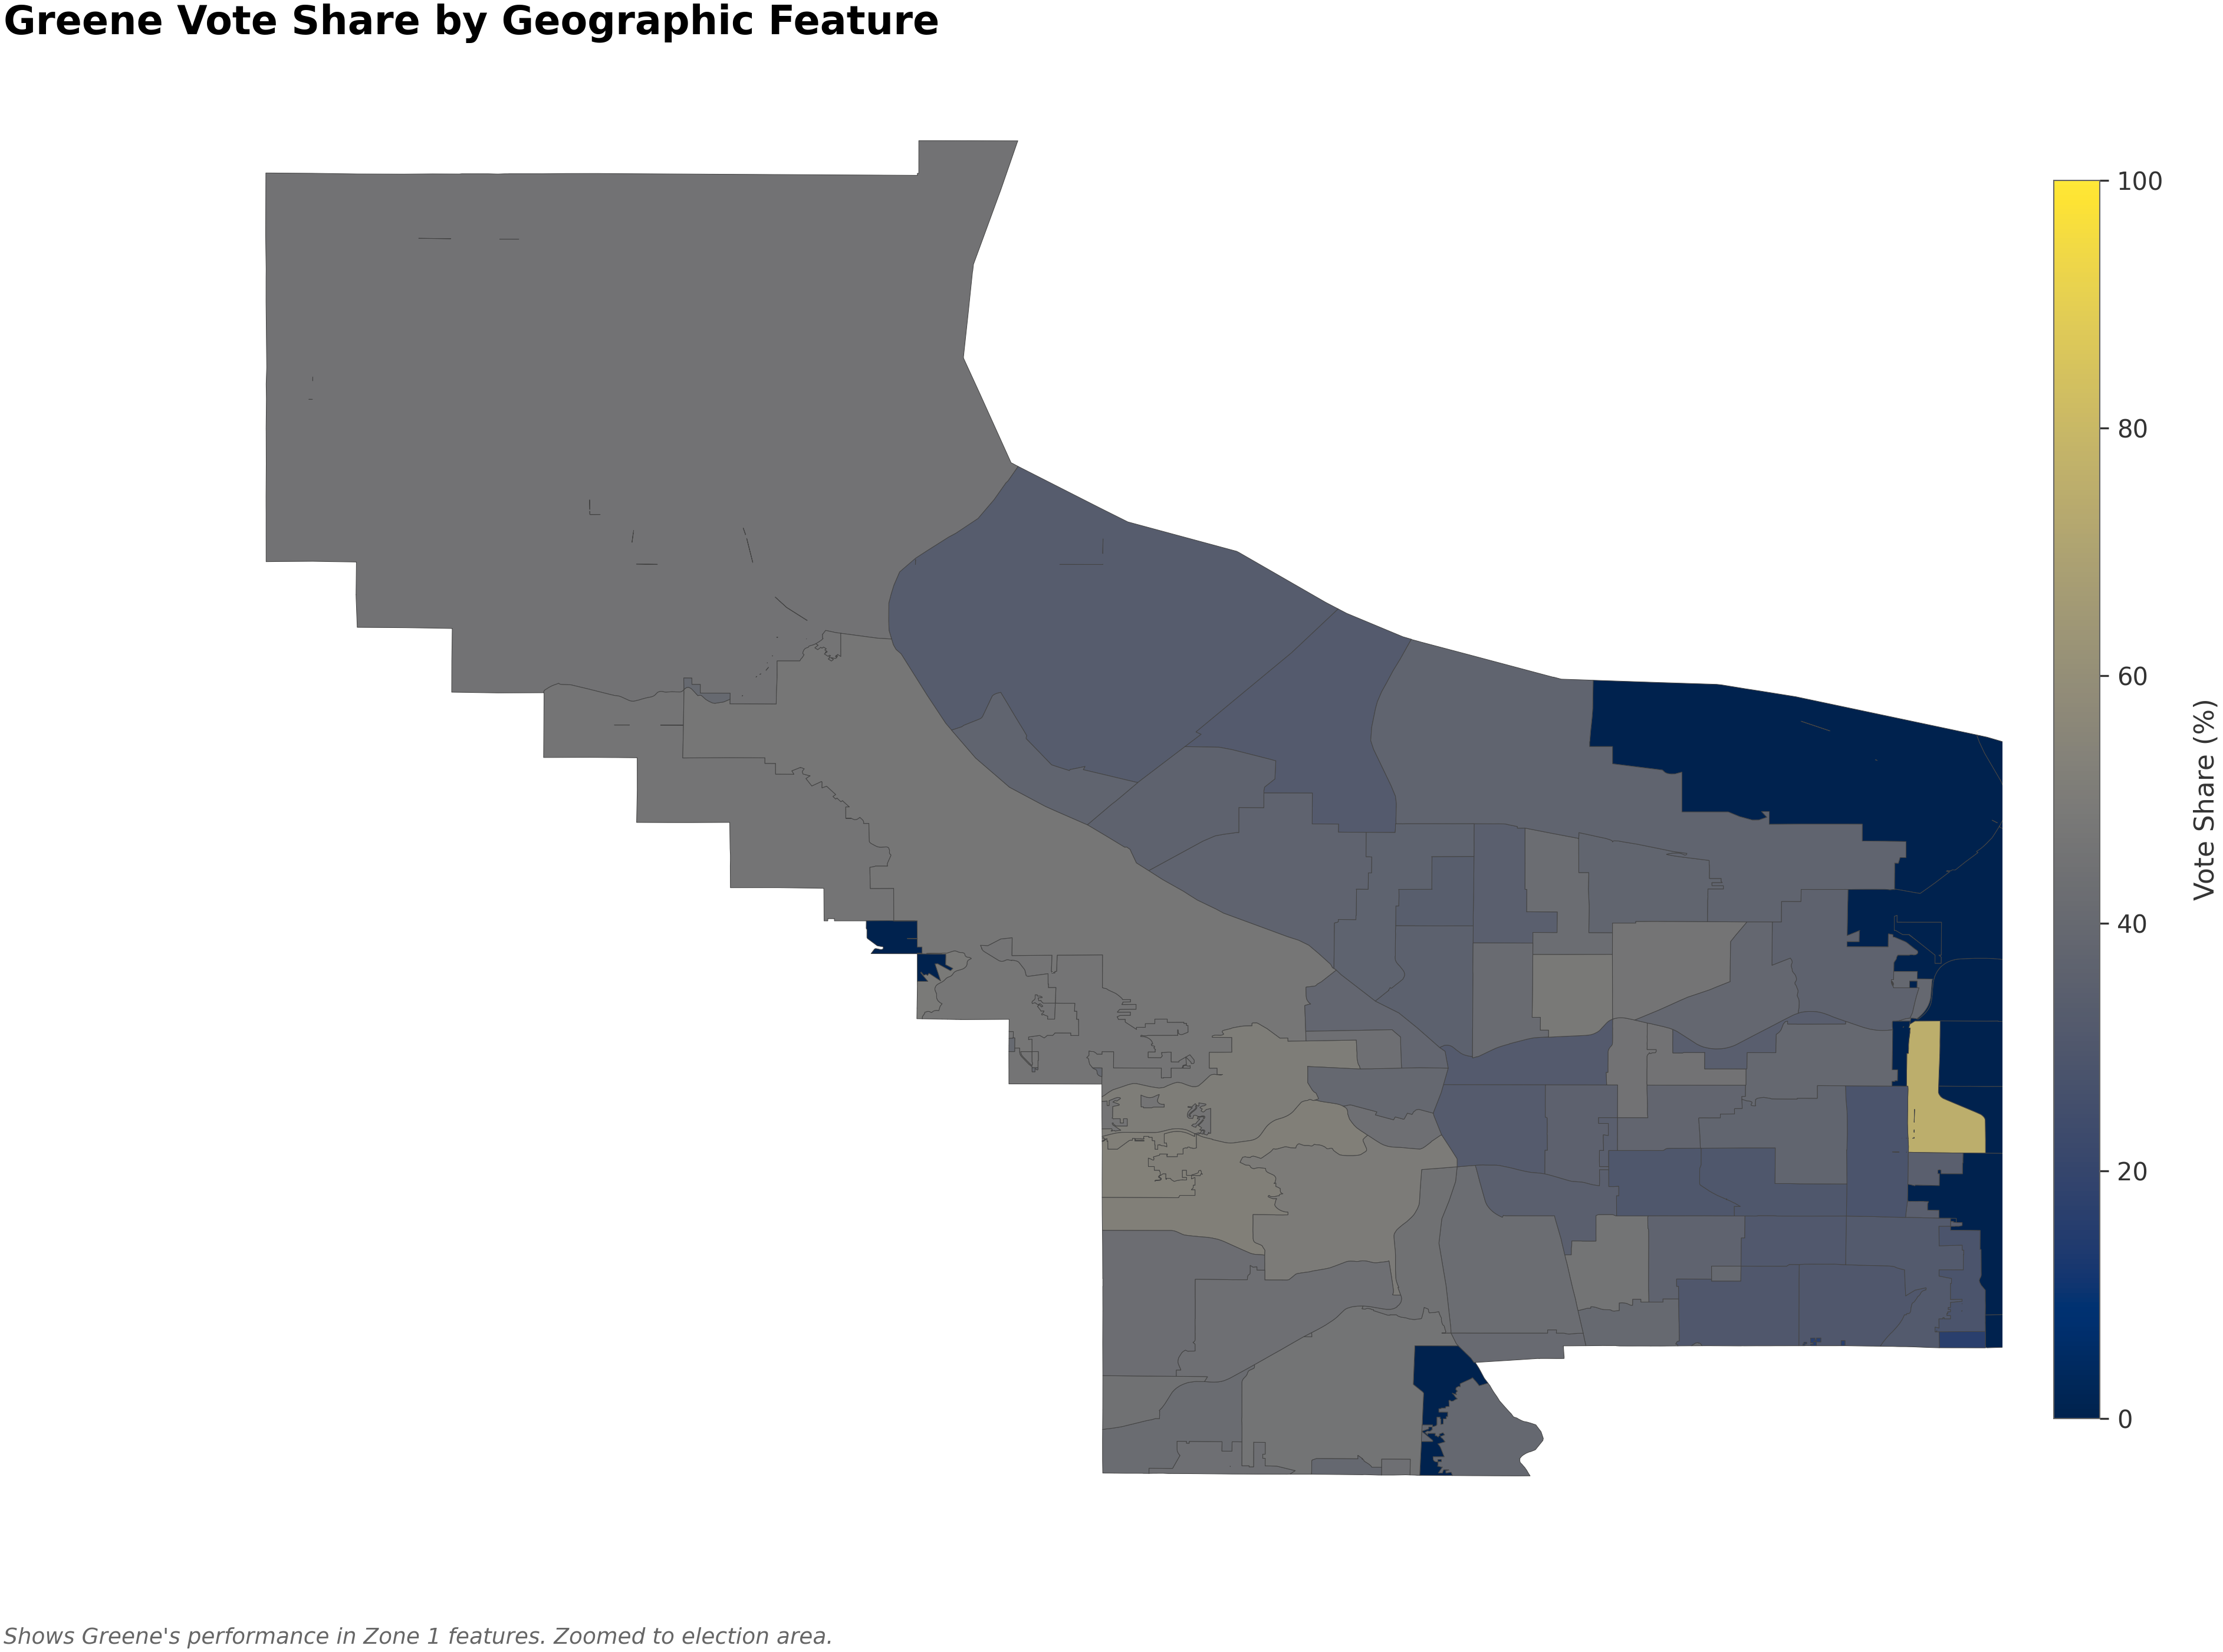 Greene Vote Share by Geographic Feature
100
80
60
40
20
0
Vote Share (%)
Shows Greene's performance in Zone 1 features. Zoomed to election area.